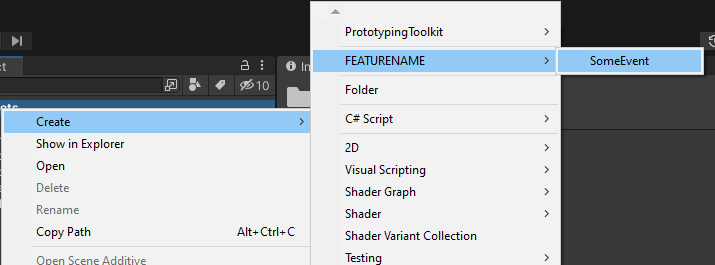 ct
In
10
ets
Create
Show in Explorer
Open
Delete
Rename
Copy Path Alt+Ctrl+C
Open Scene Additive
PrototypingToolkit
FEATURENAME
Folder
C# Script
2D
Visual Scripting
Shader Graph
Shader
Shader Variant Collection
Testing
SomeEvent